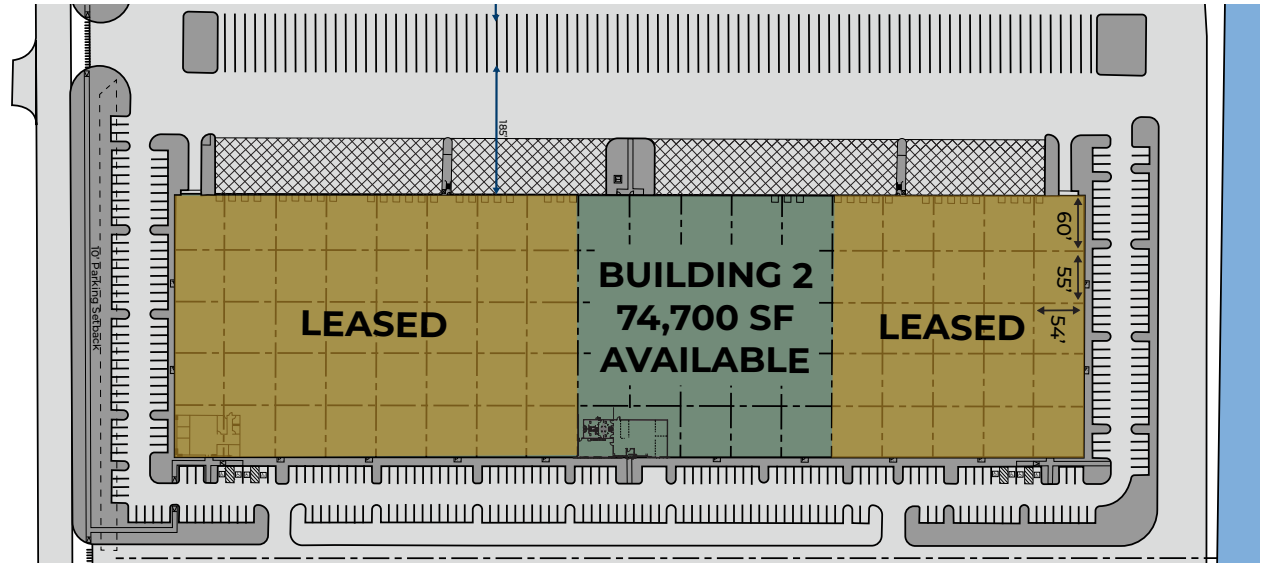 185'
10' Parking Setback
60'
55'
54'
LEASED
BUILDING 2
74,700 SF
AVAILABLE
LEASED